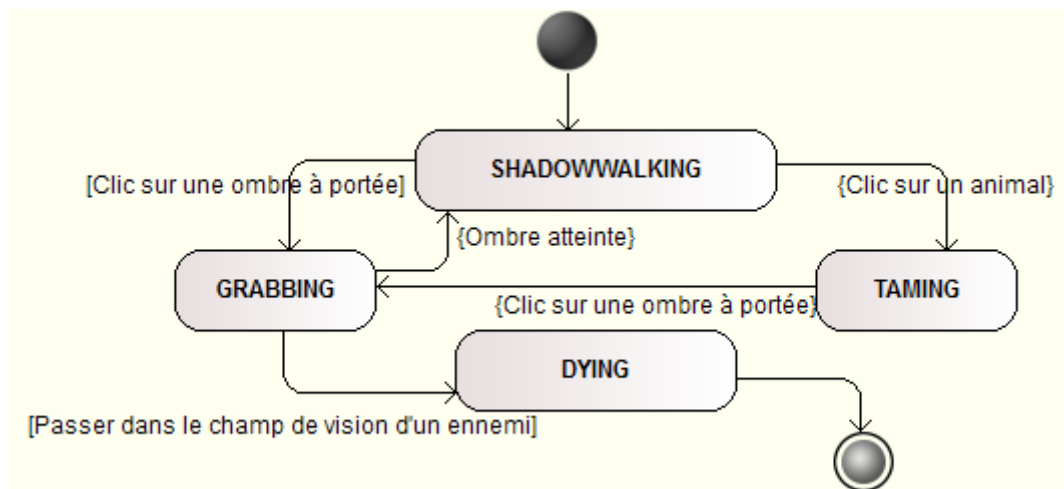 SHADOWWALKING
[Clic sur une ombre à portée]
{Clic sur un animal}
{Ombre atteinte}
GRABBING
TAMING
{Clic sur une ombre à portée}
DYING
[Passer dans le champ de vision d'un ennemi]